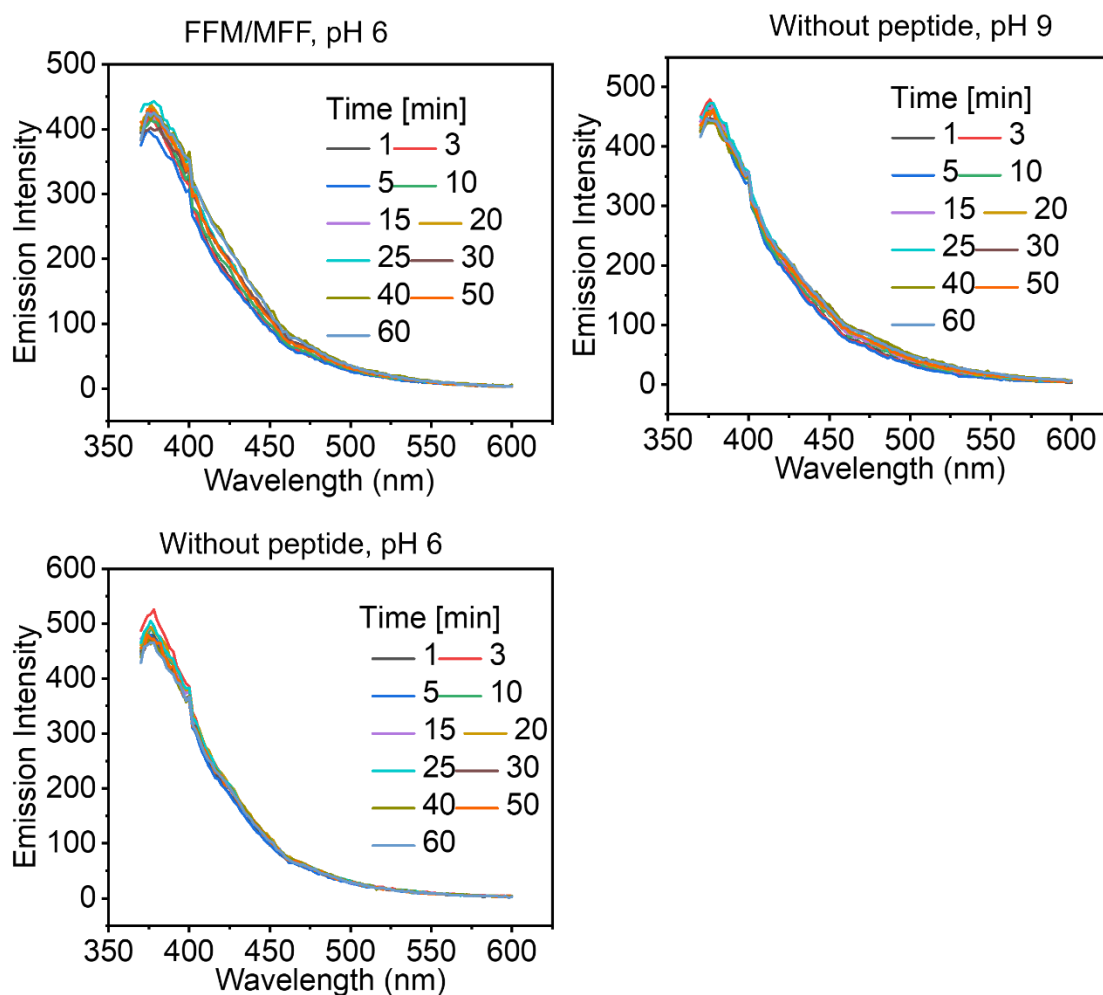 FFM/MFF, pH 6
500
400
300
200
100
0
Emission Intensity
350 400 450 500 550 600
Wavelength (nm)
Time [min]
1 3
5 10
15 20
25 30
40 50
60
Without peptide, pH 9
500
400
300
200
100
0
Emission Intensity
350 400 450 500 550 600
Wavelength (nm)
Time [min]
1 3
5 10
15 20
25 30
40 50
60
Without peptide, pH 6
600
500
400
300
200
100
0
Emission Intensity
350 400 450 500 550 600
Wavelength (nm)
Time [min]
1 3
5 10
15 20
25 30
40 50
60